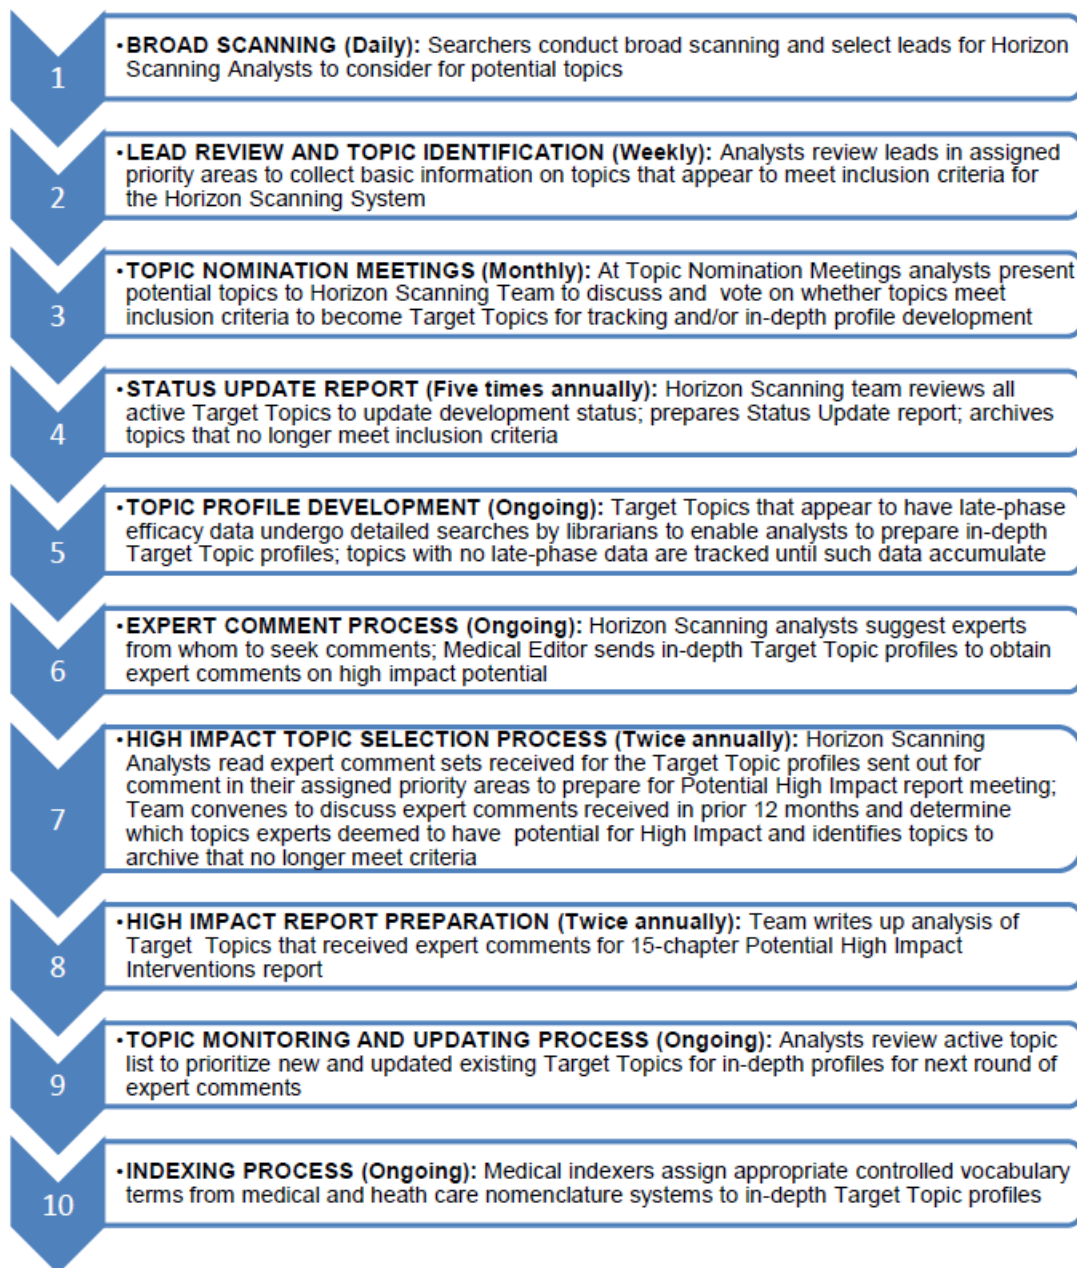 1
•BROAD SCANNING (Daily): Searchers conduct broad scanning and select leads for Horizon
Scanning Analysts to consider for potential topics
2
•LEAD REVIEW AND TOPIC IDENTIFICATION (Weekly): Analysts review leads in assigned
priority areas to collect basic information on topics that appear to meet inclusion criteria for
the Horizon Scanning System
3
•TOPIC NOMINATION MEETINGS (Monthly): At Topic Nomination Meetings analysts present
potential topics to Horizon Scanning Team to discuss and vote on whether topics meet
inclusion criteria to become Target Topics for tracking and/or in-depth profile development
4
•STATUS UPDATE REPORT (Five times annually): Horizon Scanning team reviews all
active Target Topics to update development status; prepares Status Update report; archives
topics that no longer meet inclusion criteria
5
•TOPIC PROFILE DEVELOPMENT (Ongoing): Target Topics that appear to have late-phase
efficacy data undergo detailed searches by librarians to enable analysts to prepare in-depth
Target Topic profiles; topics with no late-phase data are tracked until such data accumulate
6
•EXPERT COMMENT PROCESS (Ongoing): Horizon Scanning analysts suggest experts
from whom to seek comments; Medical Editor sends in-depth Target Topic profiles to obtain
expert comments on high impact potential
7
•HIGH IMPACT TOPIC SELECTION PROCESS (Twice annually): Horizon Scanning
Analysts read expert comment sets received for the Target Topic profiles sent out for
comment in their assigned priority areas to prepare for Potential High Impact report meeting;
Team convenes to discuss expert comments received in prior 12 months and determine
which topics experts deemed to have potential for High Impact and identifies topics to
archive that no longer meet criteria
8
•HIGH IMPACT REPORT PREPARATION (Twice annually): Team writes up analysis of
Target Topics that received expert comments for 15-chapter Potential High Impact
Interventions report
9
•TOPIC MONITORING AND UPDATING PROCESS (Ongoing): Analysts review active topic
list to prioritize new and updated existing Target Topics for in-depth profiles for next round of
expert comments
10
•INDEXING PROCESS (Ongoing): Medical indexers assign appropriate controlled vocabulary
terms from medical and heath care nomenclature systems to in-depth Target Topic profiles